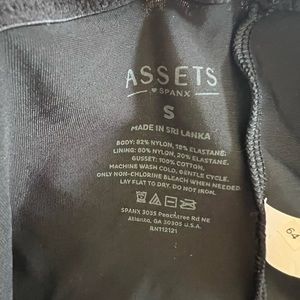 ASSETS
♥ SPANX
S
MADE IN SRI LANKA
BODY: 82% NYLON, 18% ELASTANE.
LINING: 80% NYLON, 20% ELASTANE.
GUSSET: 100% COTTON.
MACHINE WASH COLD, GENTLE CYCLE.
ONLY NON-CHLORINE BLEACH WHEN NEEDED.
LAY FLAT TO DRY. DO NOT IRON.
SPANX 3035 Peachtree Rd NE
Atlanta, GA 30305 U.S.A.
RN112121
64